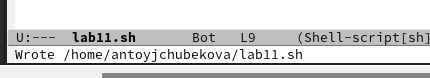 U:---  lab11.sh       Bot   L9     (Shell-script[sh]
Wrote /home/antoyjchubekova/lab11.sh